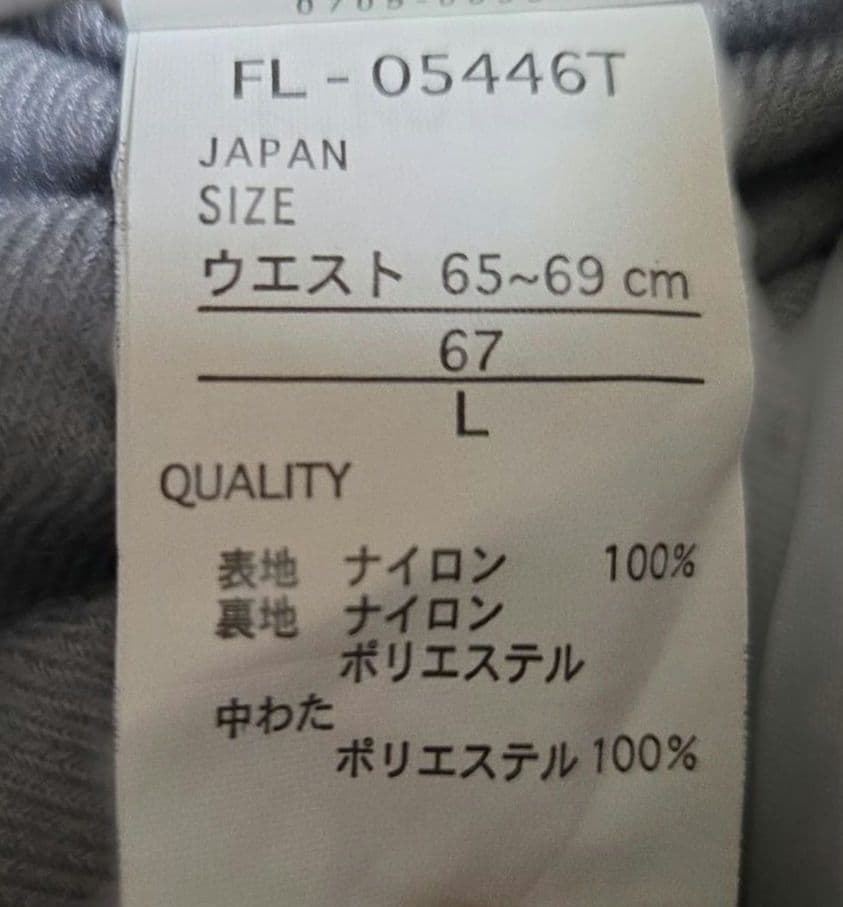 FL-05446T
JAPAN
SIZE
ウエスト 65~69 cm
67
L
QUALITY
表地 ナイロン 100%
裏地 ナイロン
ポリエステル
中わた
ポリエステル 100%